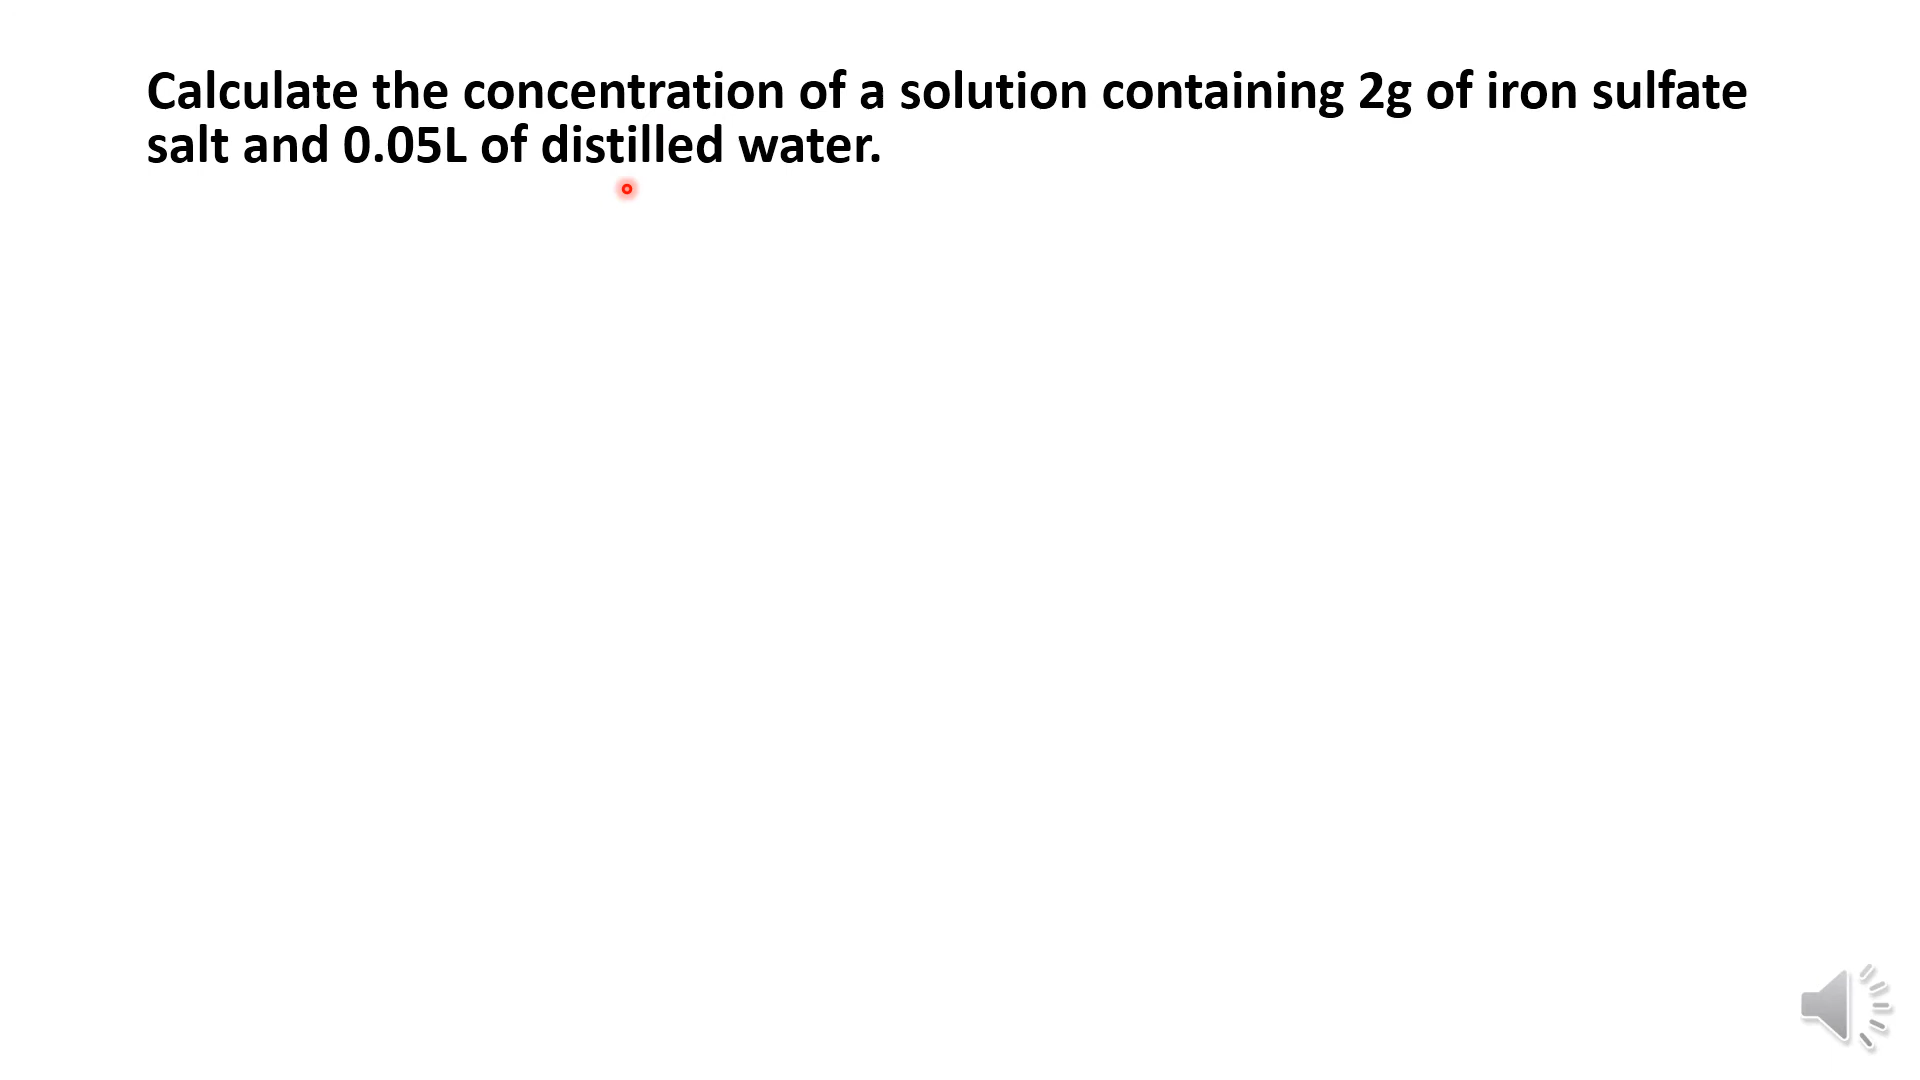 Calculate the concentration of a solution containing 2g of iron sulfate
salt and 0.05L of distilled water.